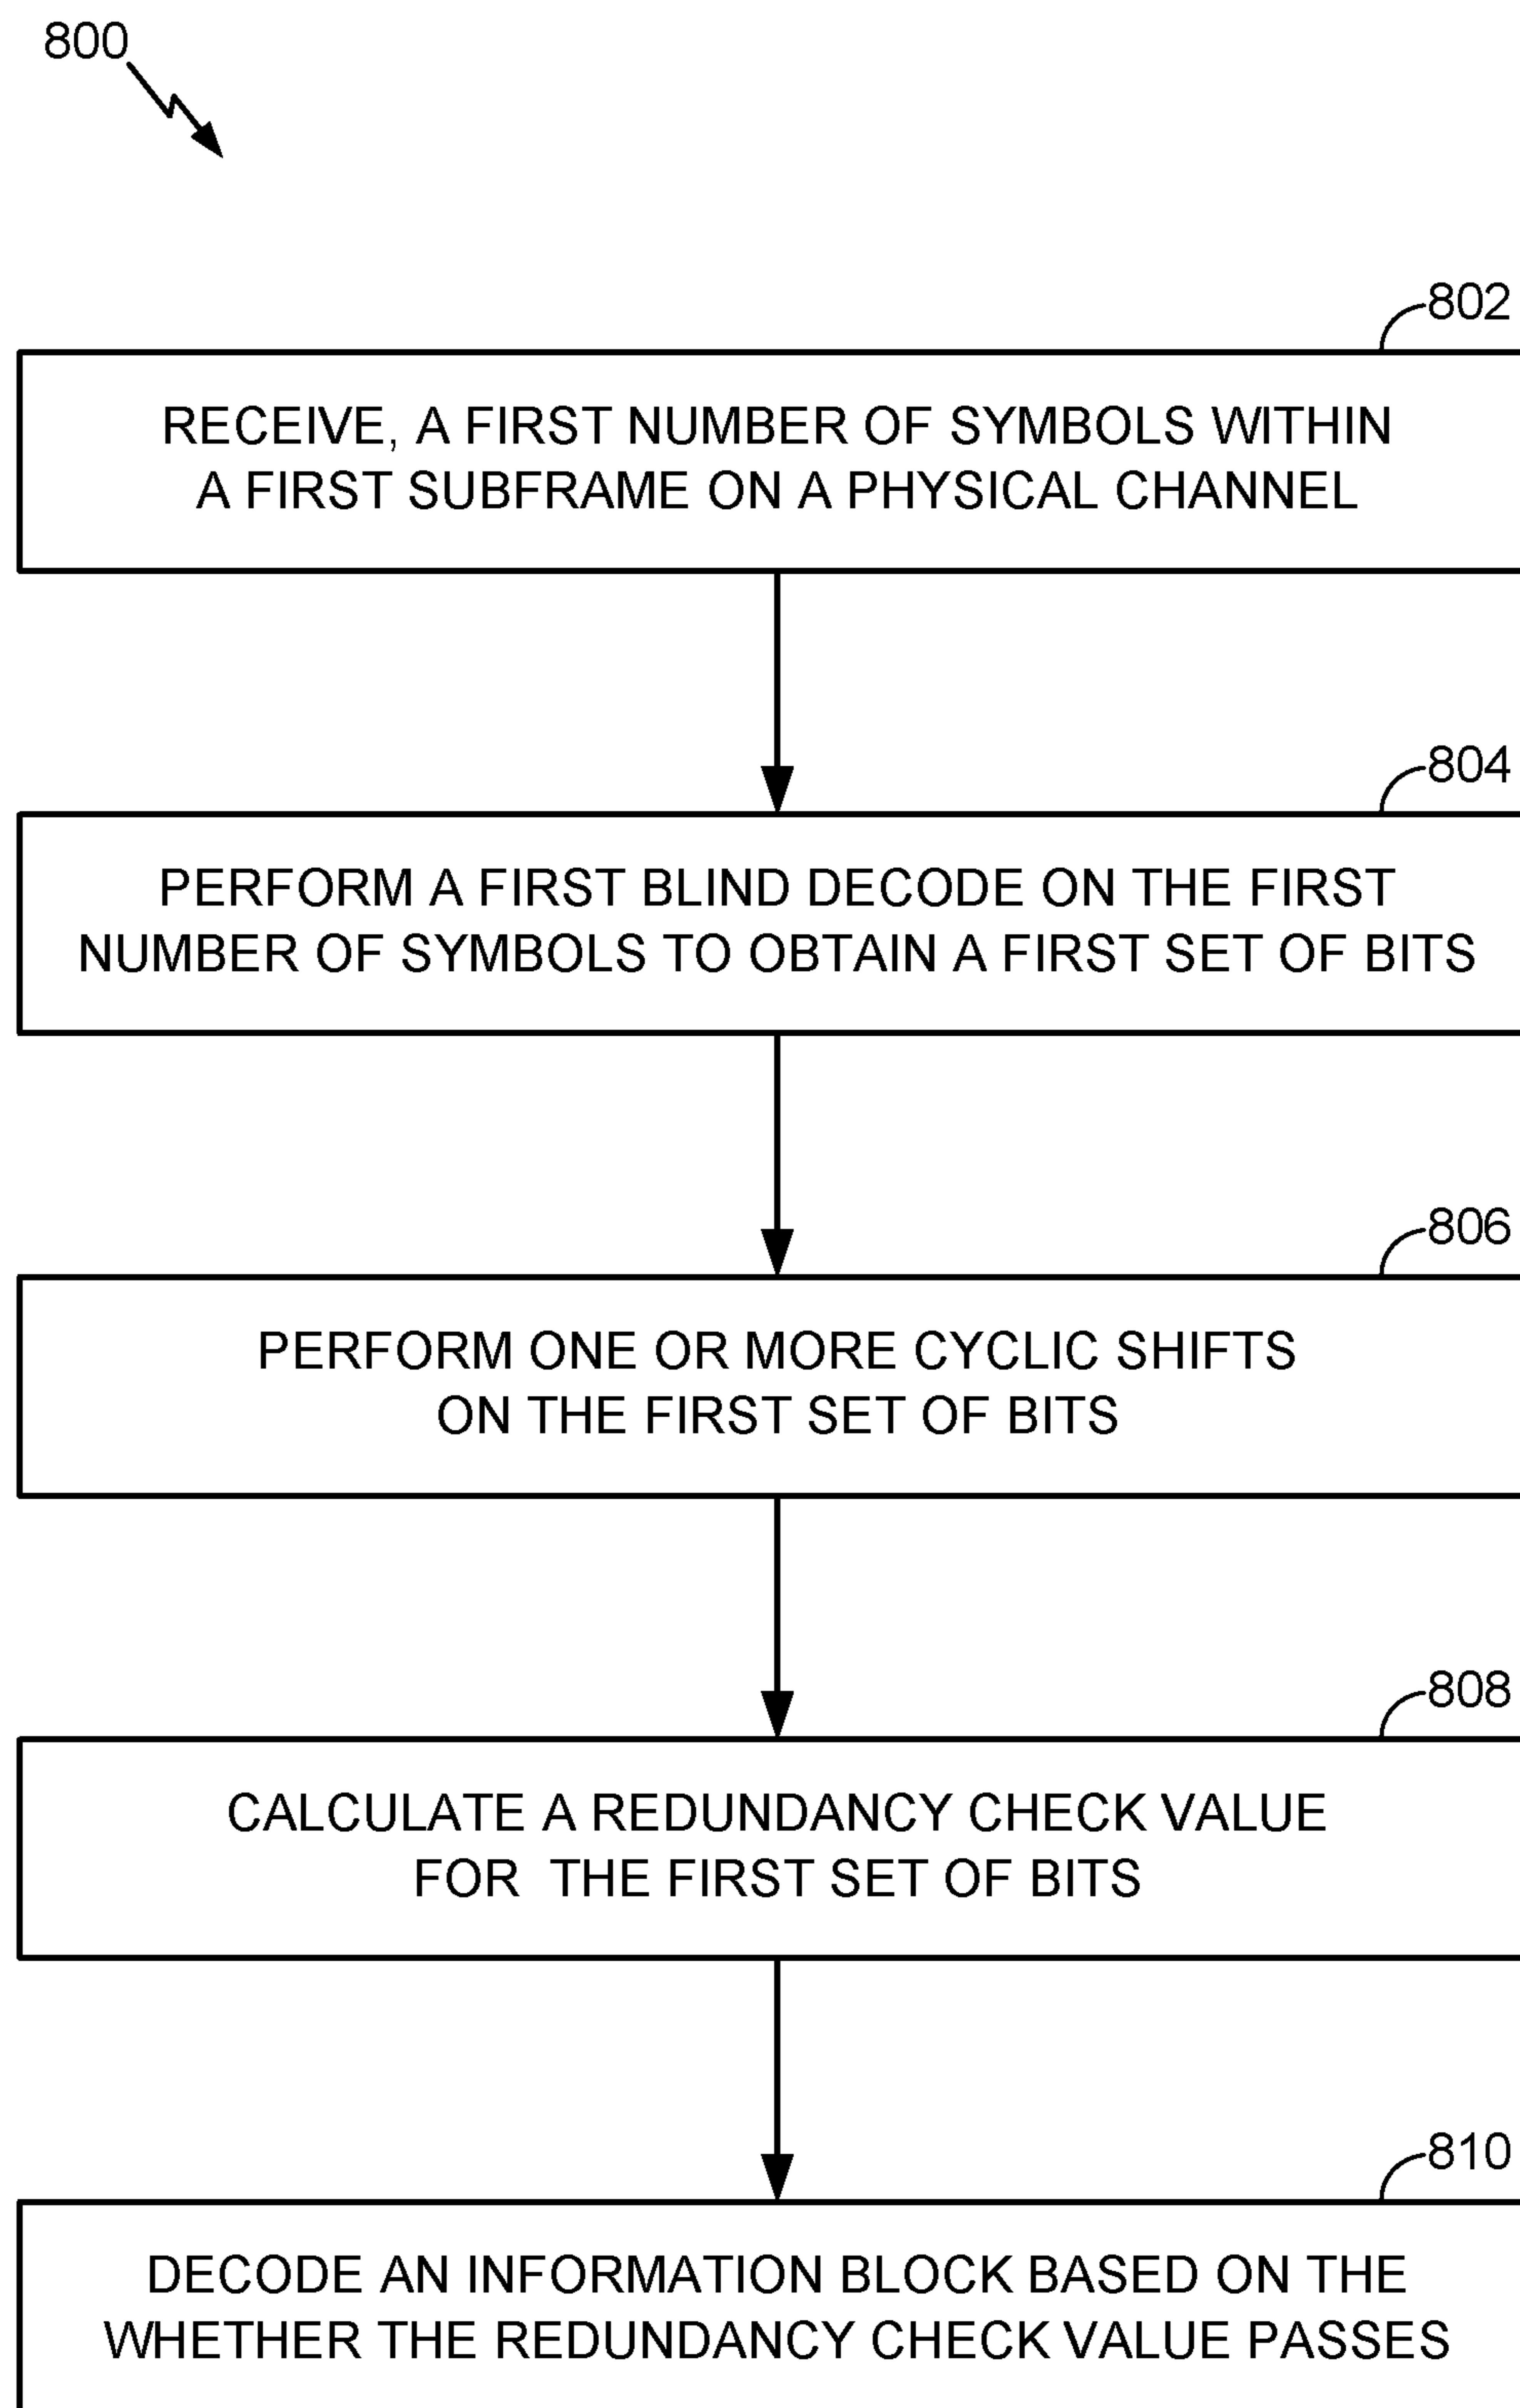 800
802
RECEIVE, A FIRST NUMBER OF SYMBOLS WITHIN
A FIRST SUBFRAME ON A PHYSICAL CHANNEL
804
PERFORM A FIRST BLIND DECODE ON THE FIRST
NUMBER OF SYMBOLS TO OBTAIN A FIRST SET OF BITS
806
PERFORM ONE OR MORE CYCLIC SHIFTS
ON THE FIRST SET OF BITS
808
CALCULATE A REDUNDANCY CHECK VALUE
FOR THE FIRST SET OF BITS
810
DECODE AN INFORMATION BLOCK BASED ON THE
WHETHER THE REDUNDANCY CHECK VALUE PASSES